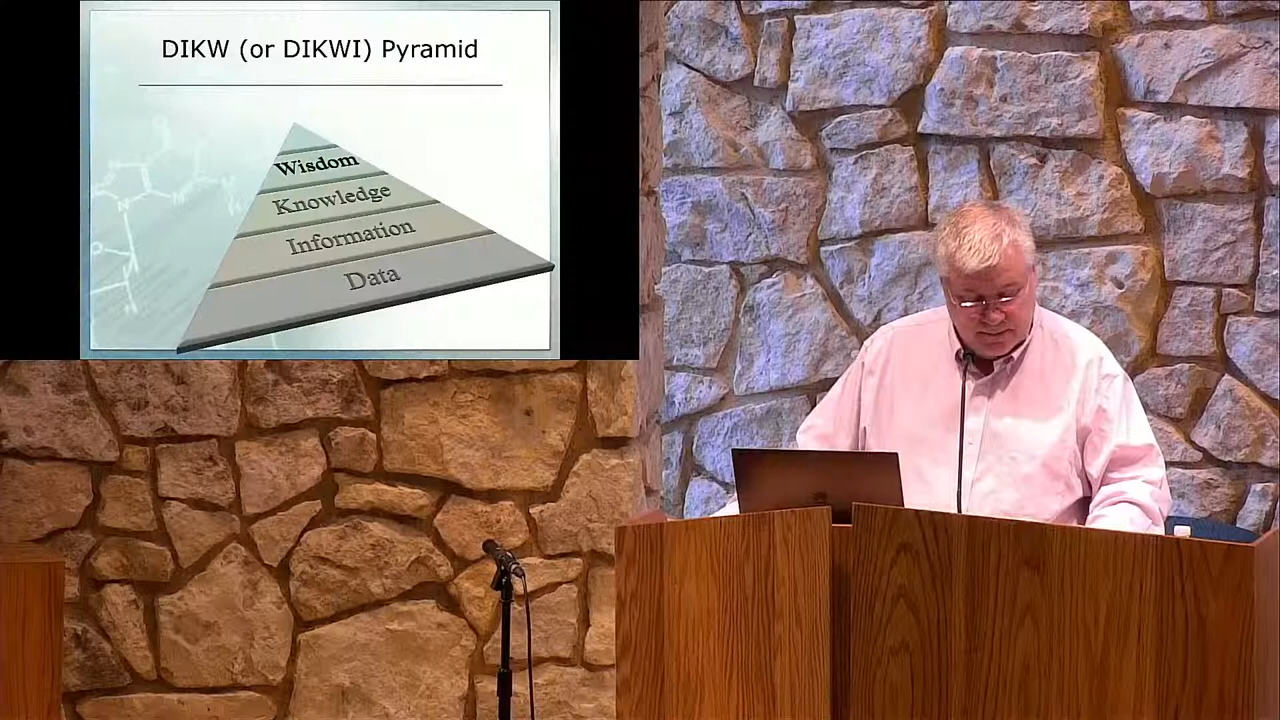 DIKW (or DIKWI) Pyramid
Wisdom
Knowledge
Information
Data